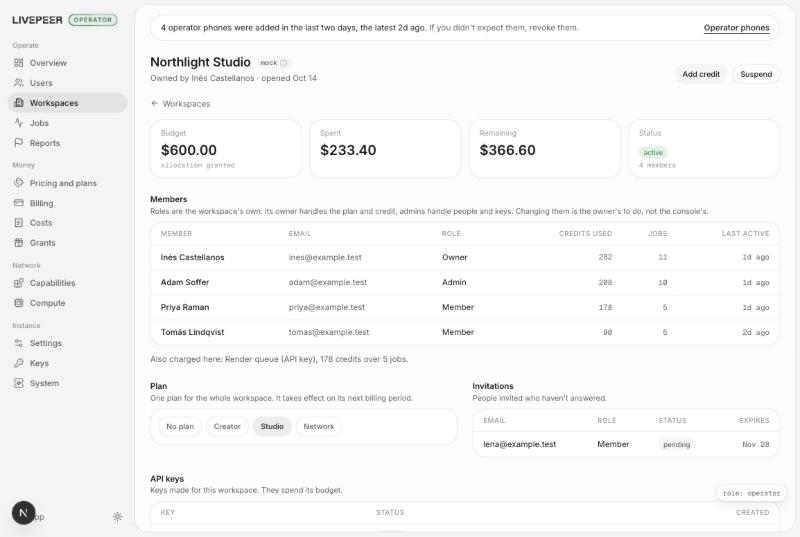 LIVEPEER OPERATOR
Operate
Overview
Users
Workspaces
Jobs
Reports
Money
Pricing and plans
Billing
Costs
Grants
Network
Capabilities
Compute
Instance
Settings
Keys
System
N
4 operator phones were added in the last two days, the latest 2d ago. If you didn't expect them, revoke them. Operator phones
Northlight Studio mock
Owned by Inés Castellanos · opened Oct 14
Add credit Suspend
← Workspaces
Budget Spent Remaining Status
$600.00 $233.40 $366.60 active
allocation granted 4 members
Members
Roles are the workspace's own: its owner handles the plan and credit, admins handle people and keys. Changing them is the owner's to do, not the console's.
MEMBER EMAIL ROLE CREDITS USED JOBS LAST ACTIVE
Inés Castellanos ines@example.test Owner 282 11 1d ago
Adam Soffer adam@example.test Admin 208 10 1d ago
Priya Raman priya@example.test Member 178 5 1d ago
Tomás Lindqvist tomas@example.test Member 90 5 2d ago
Also charged here: Render queue (API key), 178 credits over 5 jobs.
Plan
One plan for the whole workspace. It takes effect on its next billing period.
No plan Creator Studio Network
Invitations
People invited who haven't answered.
EMAIL ROLE STATUS EXPIRES
lena@example.test Member pending Nov 28
API keys
Keys made for this workspace. They spend its budget.
KEY STATUS CREATED
role: operator